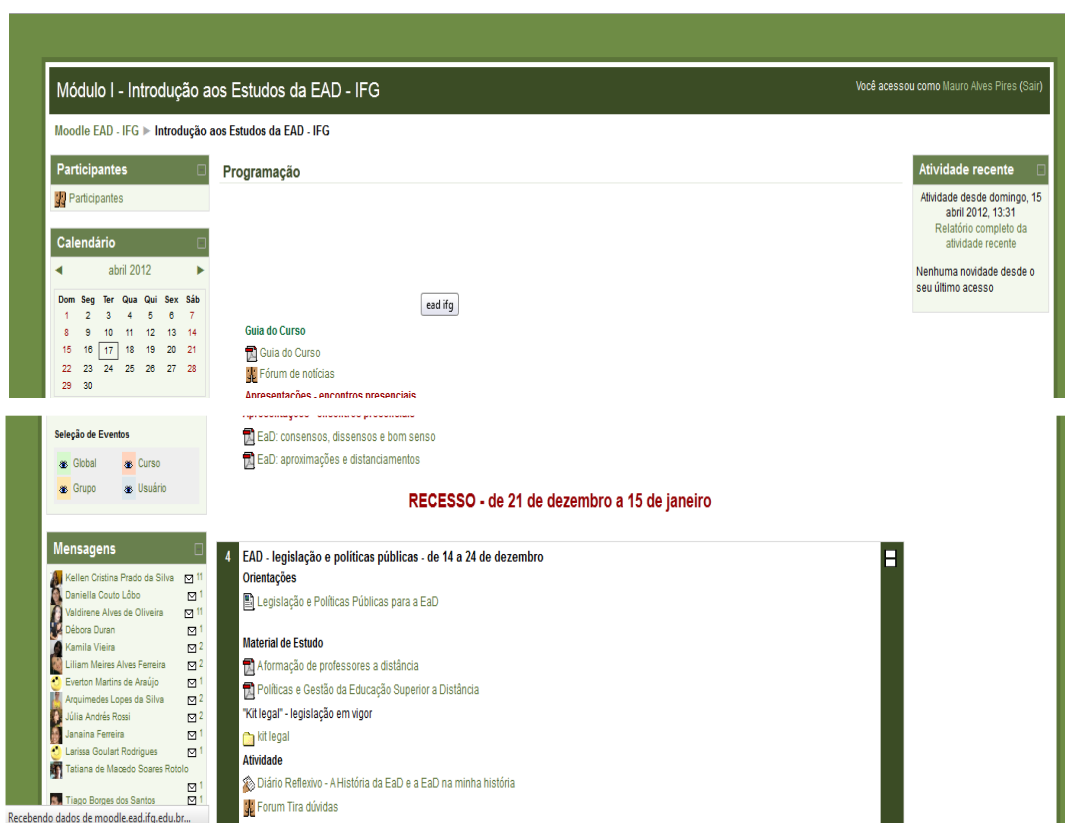 Módulo I - Introdução aos Estudos da EAD - IFG
Você acessou como Mauro Alves Pires (Sair)
Moodle EAD - IFG ► Introdução aos Estudos da EAD - IFG
Participantes
Participantes
Calendário
◄ abril 2012 ►
Dom Seg Ter Qua Qui Sex Sáb
1 2 3 4 5 6 7
8 9 10 11 12 13 14
15 16 17 18 19 20 21
22 23 24 25 26 27 28
29 30
Programação
ead ifg
Guia do Curso
Guia do Curso
Fórum de notícias
Apresentações - encontros presenciais
Atividade recente
Atividade desde domingo, 15
abril 2012, 13:31
Relatório completo da
atividade recente
Nenhuma novidade desde o
seu último acesso
Seleção de Eventos
Global Curso
Grupo Usuário
Mensagens
Kellen Cristina Prado da Silva 11
Daniella Couto Lôbo 1
Valdirene Alves de Oliveira 11
Débora Duran 1
Kamila Vieira 2
Liliam Meires Alves Ferreira 2
Everton Martins de Araújo 1
Arquimedes Lopes da Silva 2
Júlia Andrés Rossi 2
Janaina Ferreira 1
Larissa Goulart Rodrigues 1
Tatiana de Macedo Soares Rotolo
1
Tiago Borges dos Santos 1
Apresentações - encontros presenciais
EaD: consensos, dissensos e bom senso
EaD: aproximações e distanciamentos
RECESSO - de 21 de dezembro a 15 de janeiro
4 EAD - legislação e políticas públicas - de 14 a 24 de dezembro
Orientações
Legislação e Políticas Públicas para a EaD
Material de Estudo
A formação de professores a distância
Políticas e Gestão da Educação Superior a Distância
"Kit legal" - legislação em vigor
kit legal
Atividade
Diário Reflexivo - A História da EaD e a EaD na minha história
Forum Tira dúvidas
Recebendo dados de moodle.ead.ifg.edu.br...